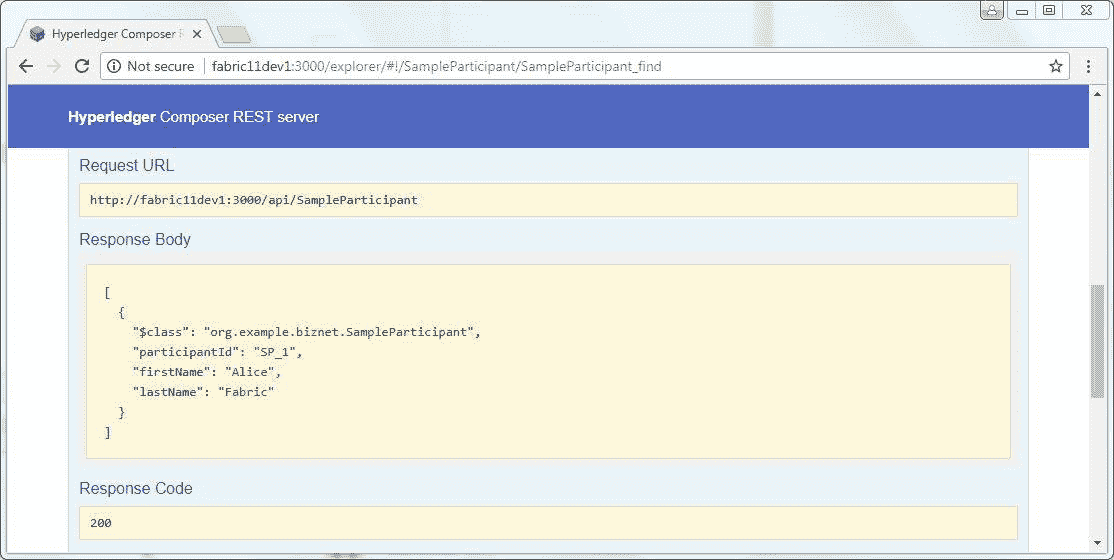 Hyperledger Composer R
Not secure fabric11dev1:3000/explorer/#!/SampleParticipant/SampleParticipant_find
Hyperledger Composer REST server
Request URL
http://fabric11dev1:3000/api/SampleParticipant
Response Body
[
{
"$class": "org.example.biznet.SampleParticipant",
"participantId": "SP_1",
"firstName": "Alice",
"lastName": "Fabric"
}
]
Response Code
200